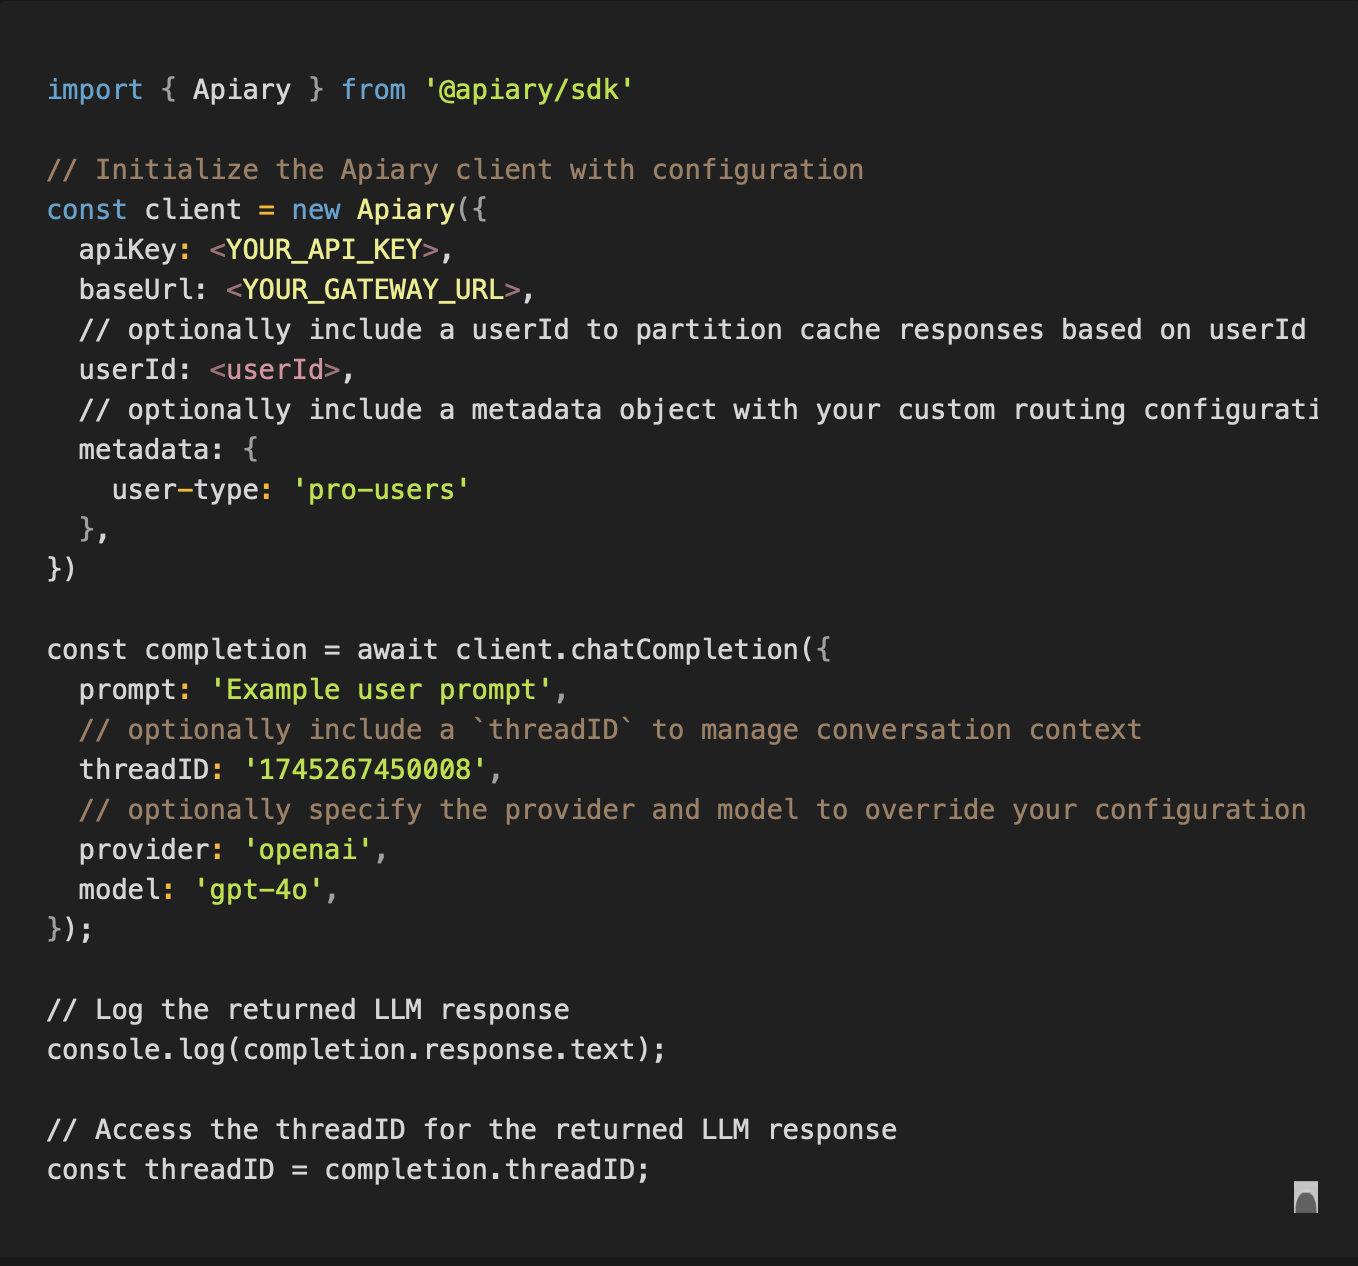 import { Apiary } from '@apiary/sdk'
// Initialize the Apiary client with configuration
const client = new Apiary({
apiKey: <YOUR_API_KEY>,
baseUrl: <YOUR_GATEWAY_URL>,
// optionally include a userId to partition cache responses based on userId
userId: <userId>,
// optionally include a metadata object with your custom routing configurati
metadata: {
user-type: 'pro-users'
},
})
const completion = await client.chatCompletion({
prompt: 'Example user prompt',
// optionally include a `threadID` to manage conversation context
threadID: '1745267450008',
// optionally specify the provider and model to override your configuration
provider: 'openai',
model: 'gpt-4o',
});
// Log the returned LLM response
console.log(completion.response.text);
// Access the threadID for the returned LLM response
const threadID = completion.threadID;